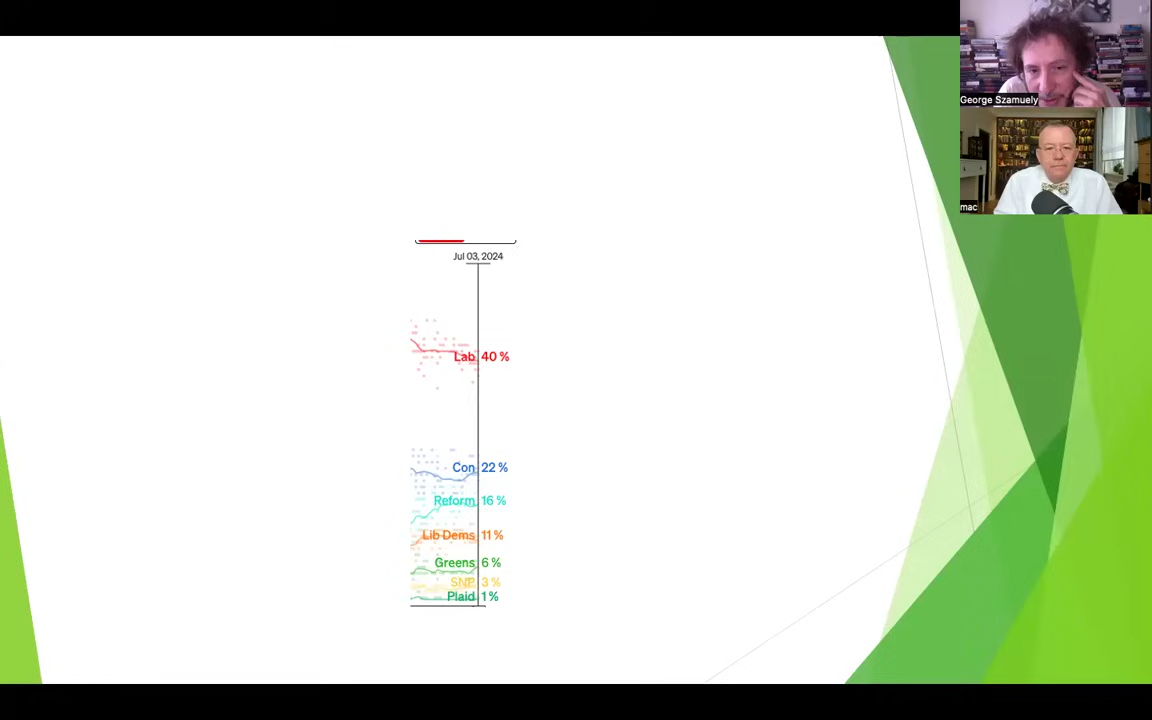 George Szamuely
mac
Jul 03, 2024
Lab 40 %
Con 22 %
Reform 16 %
Lib Dems 11 %
Greens 6 %
SNP 3 %
Plaid 1 %